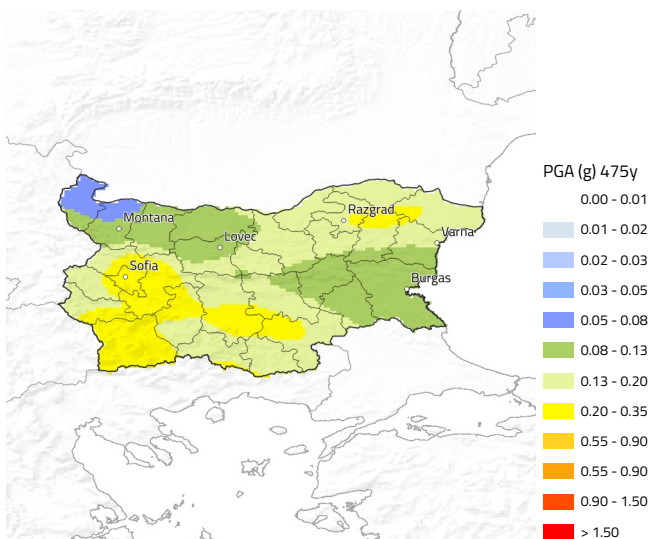 PGA (g) 475y
0.00 - 0.01
0.01 - 0.02
0.02 - 0.03
0.03 - 0.05
0.05 - 0.08
0.08 - 0.13
0.13 - 0.20
0.20 - 0.35
0.55 - 0.90
0.55 - 0.90
0.90 - 1.50
> 1.50
Montana
Razgrad
Lovec
Varna
Sofia
Burgas